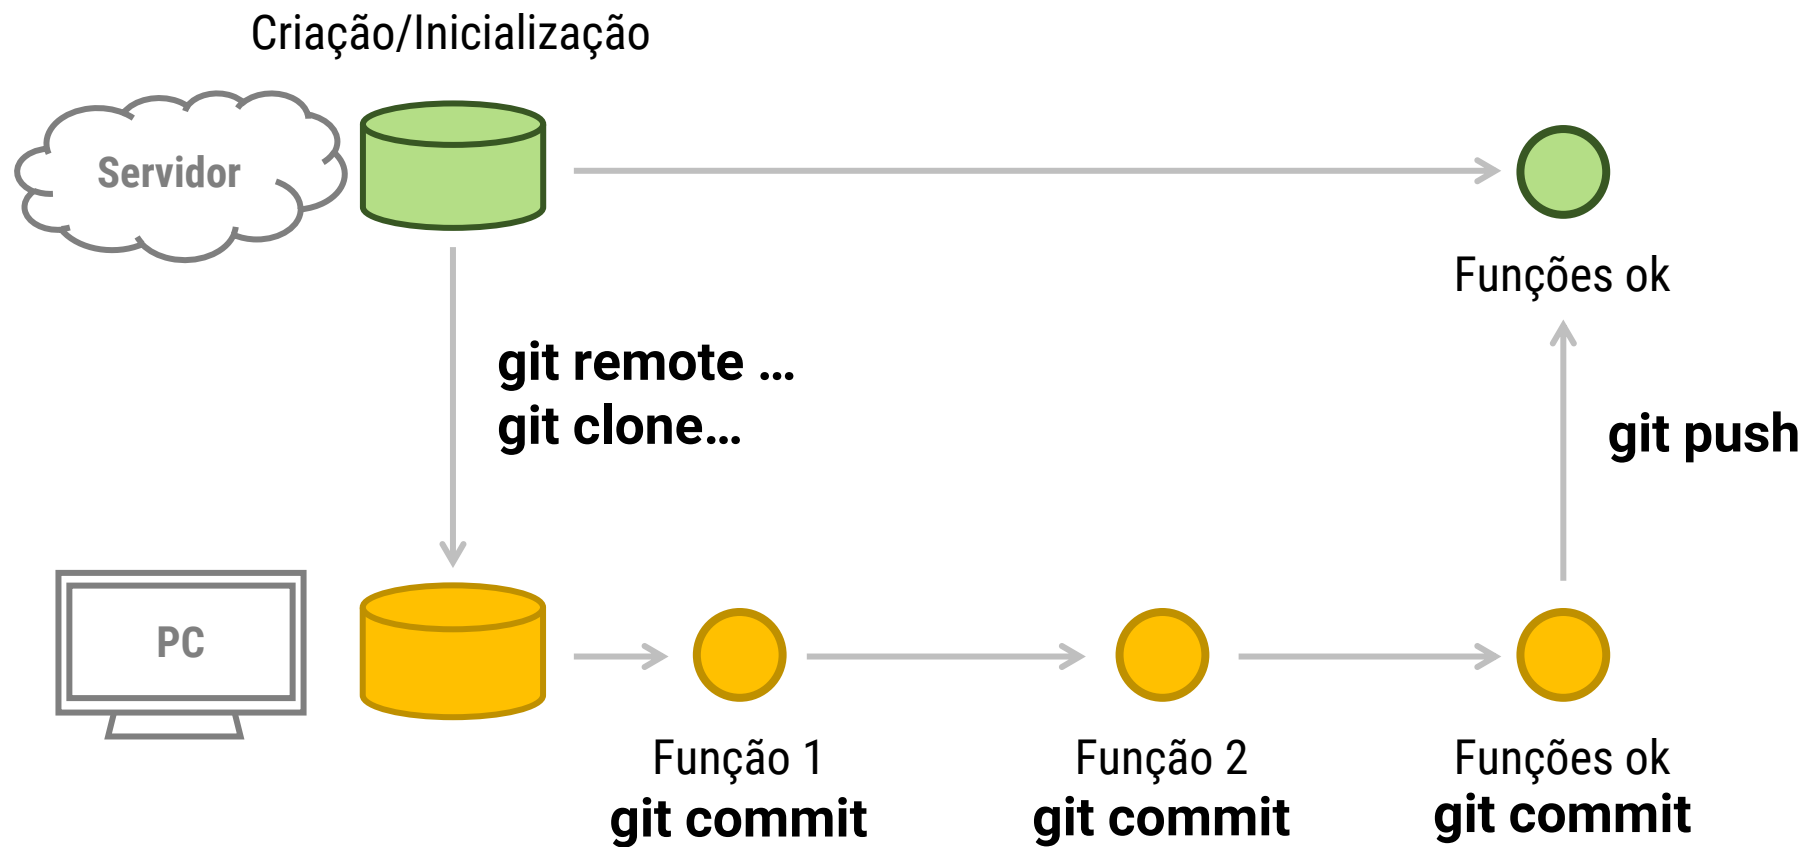 Criação/Inicialização
Servidor
Funções ok
git remote …
git clone…
git push
PC
Função 1
git commit
Função 2
git commit
Funções ok
git commit